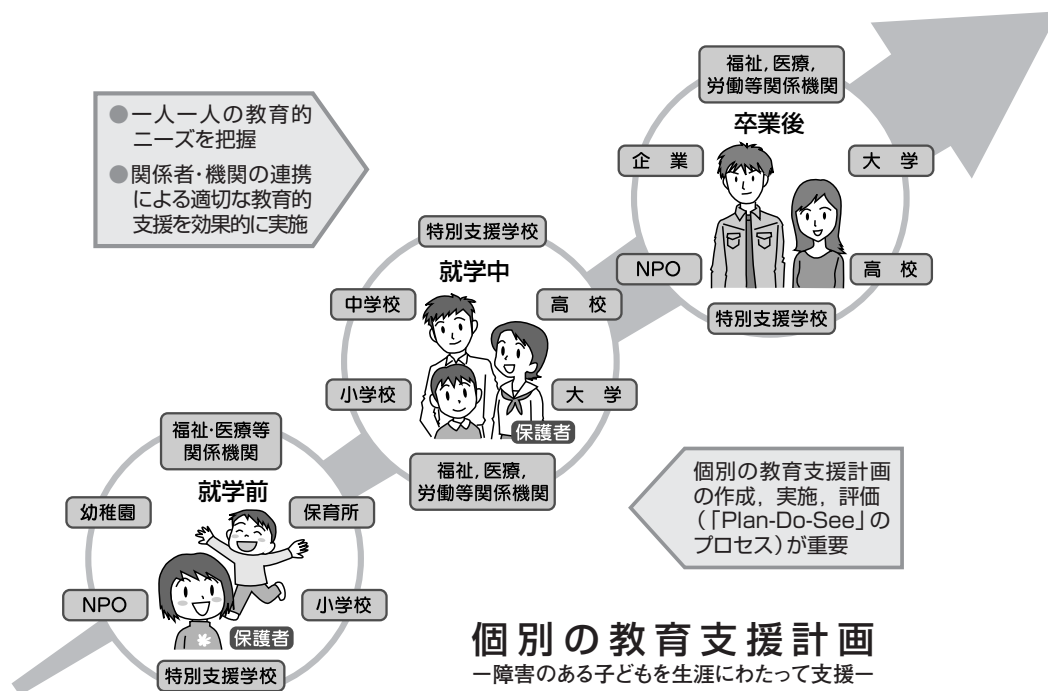 ●一人一人の教育的
ニーズを把握
●関係者・機関の連携
による適切な教育的
支援を効果的に実施
福祉，医療，
労働等関係機関
卒業後
企 業
大 学
NPO
高 校
特別支援学校
特別支援学校
就学中
中学校
高 校
小学校
大 学
保護者
福祉，医療，
労働等関係機関
福祉・医療等
関係機関
就学前
幼稚園
保育所
NPO
小学校
保護者
特別支援学校
個別の教育支援計画
の作成，実施，評価
（「Plan-Do-See」の
プロセス）が重要
個別の教育支援計画
ー障害のある子どもを生涯にわたって支援ー